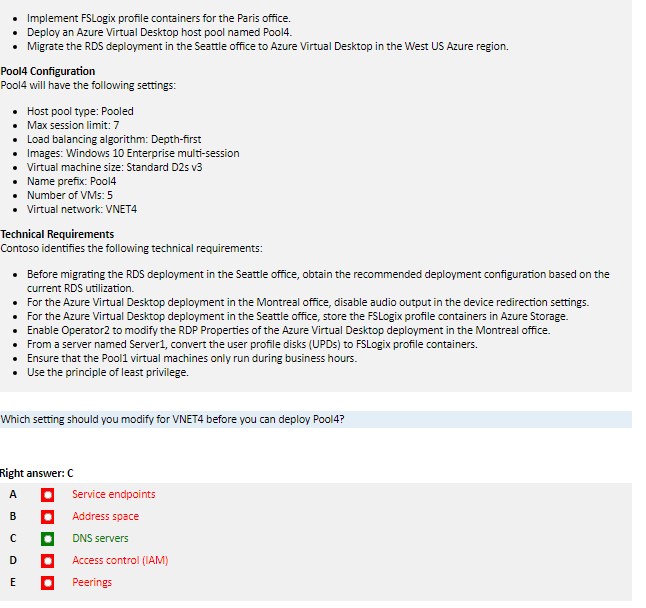 Implement FSLogix profile containers for the Paris office.
Deploy an Azure Virtual Desktop host pool named Pool4.
Migrate the RDS deployment in the Seattle office to Azure Virtual Desktop in the West US Azure region.
Pool4 Configuration
Pool4 will have the following settings:
Host pool type: Pooled
Max session limit: 7
Load balancing algorithm: Depth-first
Images: Windows 10 Enterprise multi-session
Virtual machine size: Standard D2s v3
Name prefix: Pool4
Number of VMs: 5
Virtual network: VNET4
Technical Requirements
Contoso identifies the following technical requirements:
Before migrating the RDS deployment in the Seattle office, obtain the recommended deployment configuration based on the
current RDS utilization.
For the Azure Virtual Desktop deployment in the Montreal office, disable audio output in the device redirection settings.
For the Azure Virtual Desktop deployment in the Seattle office, store the FSLogix profile containers in Azure Storage.
Enable Operator2 to modify the RDP Properties of the Azure Virtual Desktop deployment in the Montreal office.
From a server named Server1, convert the user profile disks (UPDs) to FSLogix profile containers.
Ensure that the Pool1 virtual machines only run during business hours.
Use the principle of least privilege.
Which setting should you modify for VNET4 before you can deploy Pool4?
Right answer: C
A Service endpoints
B Address space
C DNS servers
D Access control (IAM)
E Peerings